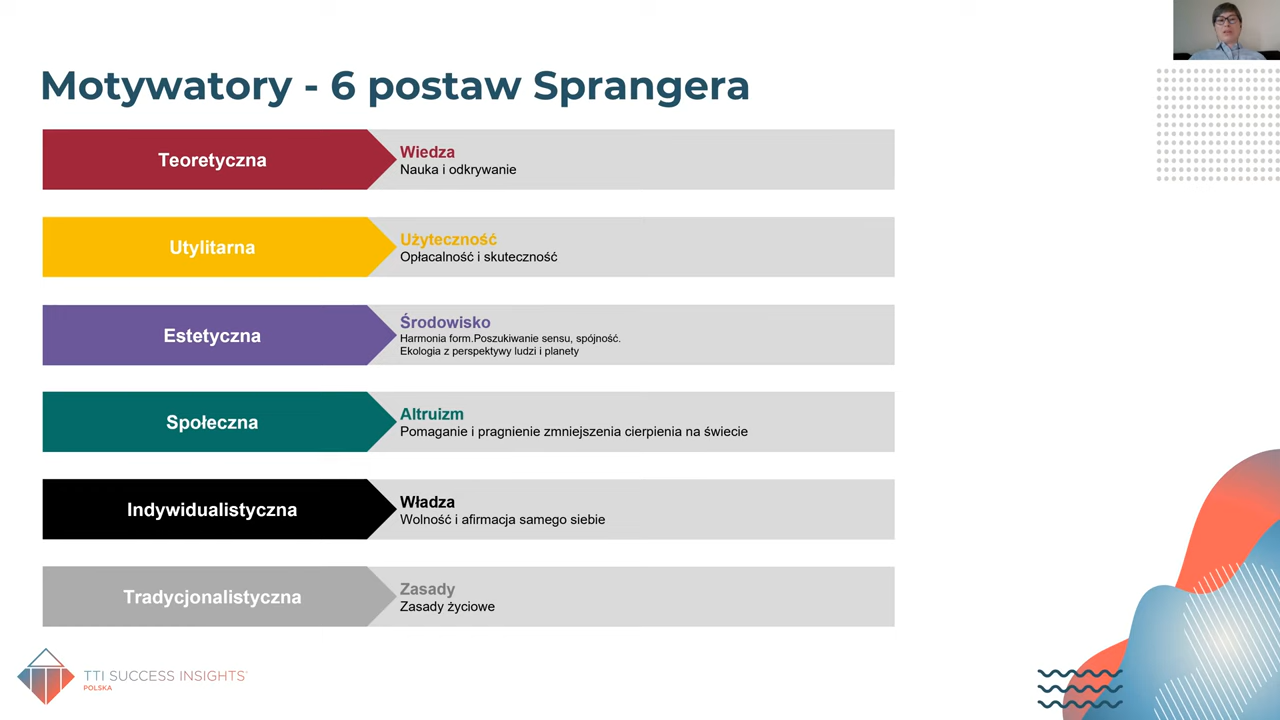 Motywatory - 6 postaw Sprangera
Teoretyczna
Wiedza
Nauka i odkrywanie
Utylitarna
Użyteczność
Opłacalność i skuteczność
Estetyczna
Środowisko
Harmonia form.Poszukiwanie sensu, spójność.
Ekologia z perspektywy ludzi i planety
Społeczna
Altruizm
Pomaganie i pragnienie zmniejszenia cierpienia na świecie
Indywidualistyczna
Władza
Wolność i afirmacja samego siebie
Tradycjonalistyczna
Zasady
Zasady życiowe
TTI SUCCESS INSIGHTS
POLSKA